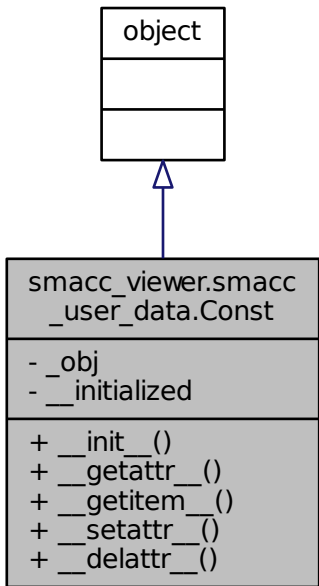 object
smacc_viewer.smacc
_user_data.Const
- _obj
- __initialized
+ __init__()
+ __getattr__()
+ __getitem__()
+ __setattr__()
+ __delattr__()